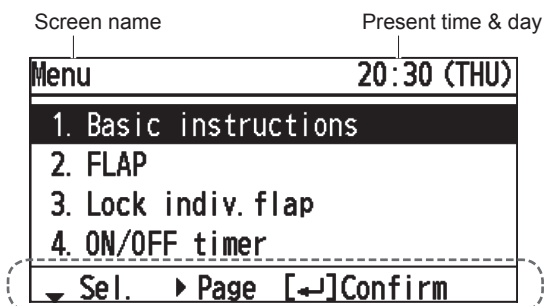 Screen name Present time & day
Menu 20:30 (THU)
1. Basic instructions
2. FLAP
3. Lock indiv.flap
4. ON/OFF timer
Sel. Page [↵]Confirm